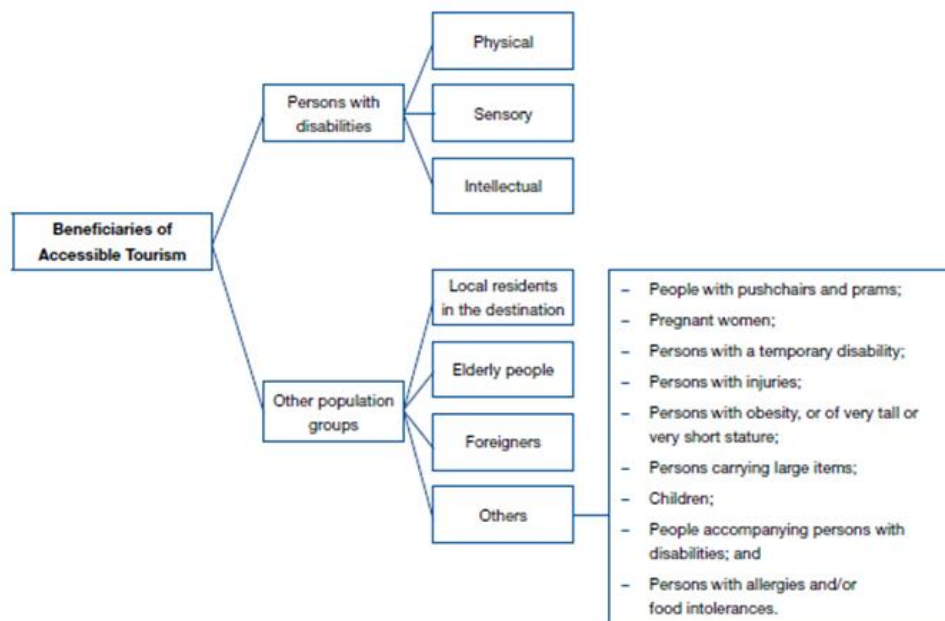 Physical
Persons with
disabilities
Sensory
Intellectual
Beneficiaries of
Accessible Tourism
Local residents
in the destination
Elderly people
Other population
groups
Foreigners
Others
– People with pushchairs and prams;
– Pregnant women;
– Persons with a temporary disability;
– Persons with injuries;
– Persons with obesity, or of very tall or
very short stature;
– Persons carrying large items;
– Children;
– People accompanying persons with
disabilities; and
– Persons with allergies and/or
food intolerances.